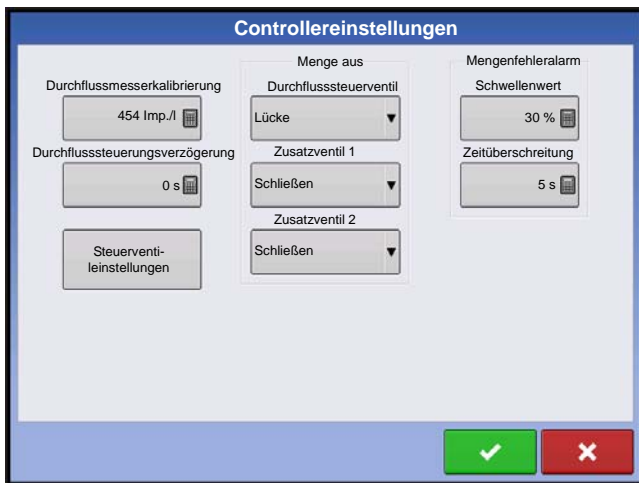 Controllereinstellungen
Durchflussmesserkalibrierung
454 Imp./l
Durchflusssteuerungsverzögerung
0 s
Steuerventi-
leinstellungen
Menge aus
Durchflusssteuerventil
Lücke
Zusatzventil 1
Schließen
Zusatzventil 2
Schließen
Mengenfehleralarm
Schwellenwert
30 %
Zeitüberschreitung
5 s